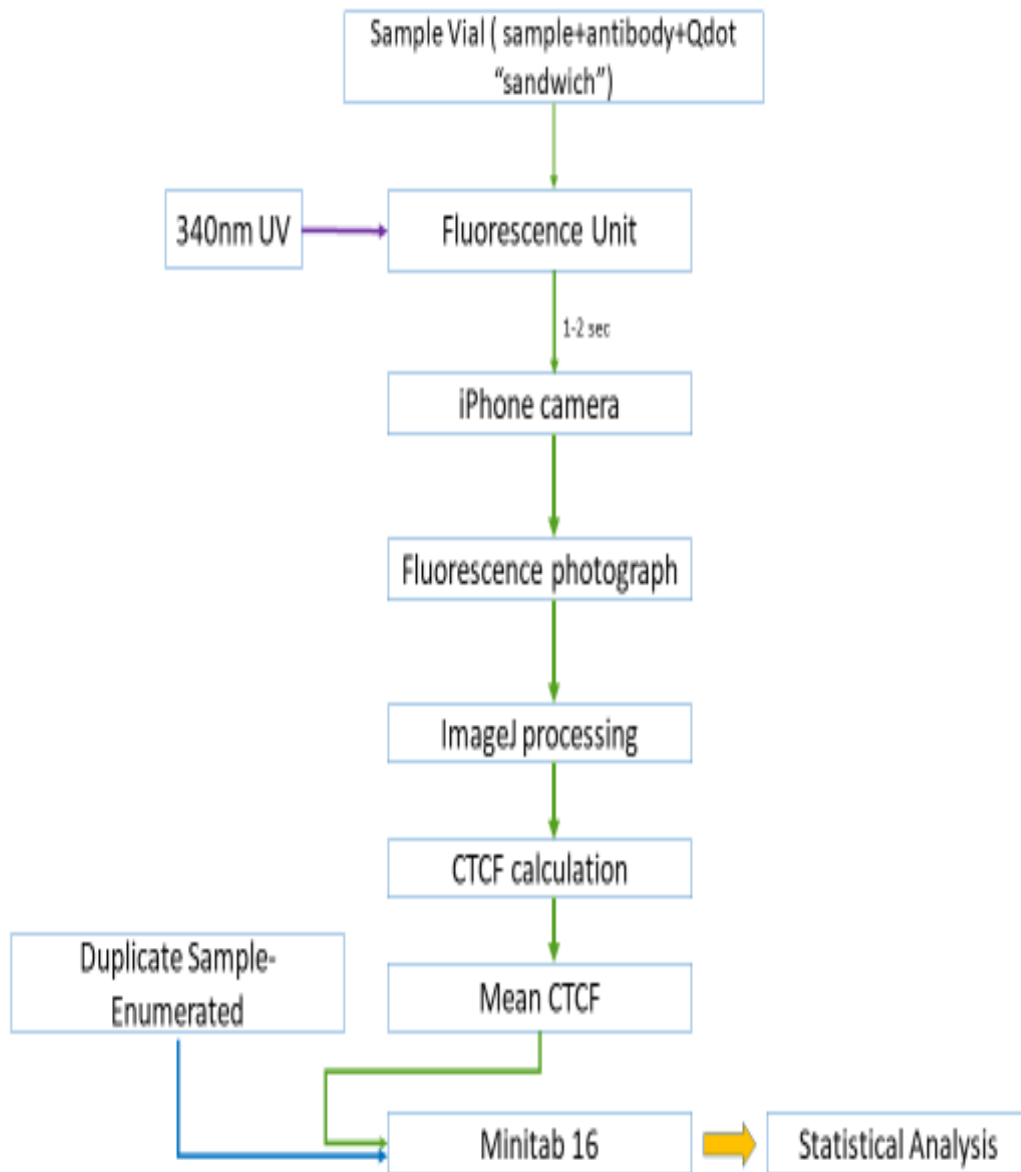 Sample Vial ( sample+antibody+Qdot
“sandwich”)
340nm UV
Fluorescence Unit
1-2 sec
iPhone camera
Fluorescence photograph
ImageJ processing
CTCF calculation
Duplicate Sample-
Enumerated
Mean CTCF
Minitab 16
Statistical Analysis